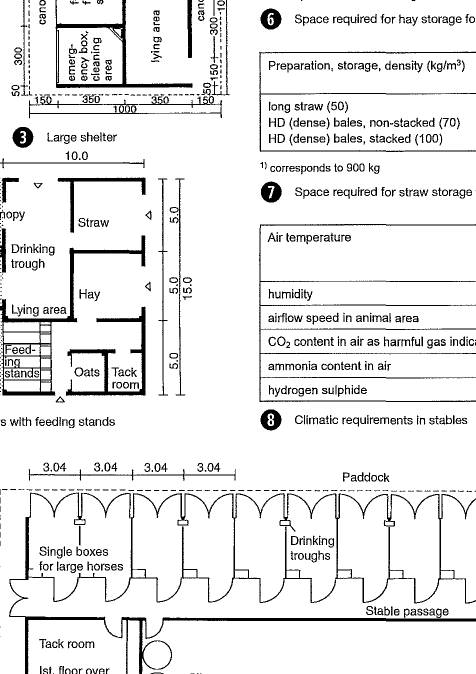 cano
300
50
emerg-
ency box,
cleaning
area
lying area
150
350
350
150
1000
50
150
300
3 Large shelter
10.0
Straw
Drinking
trough
Hay
Lying area
Feed-
ing
stands
Oats
Tack
room
5.0
5.0
5.0
15.0
s with feeding stands
6 Space required for hay storage fo
Preparation, storage, density (kg/m³)
long straw (50)
HD (dense) bales, non-stacked (70)
HD (dense) bales, stacked (100)
1) corresponds to 900 kg
7 Space required for straw storage
Air temperature
humidity
airflow speed in animal area
CO₂ content in air as harmful gas indica
ammonia content in air
hydrogen sulphide
8 Climatic requirements in stables
3.04 3.04 3.04 3.04
Paddock
Single boxes
for large horses
Drinking
troughs
Stable passage
Tack room
Ist. floor over